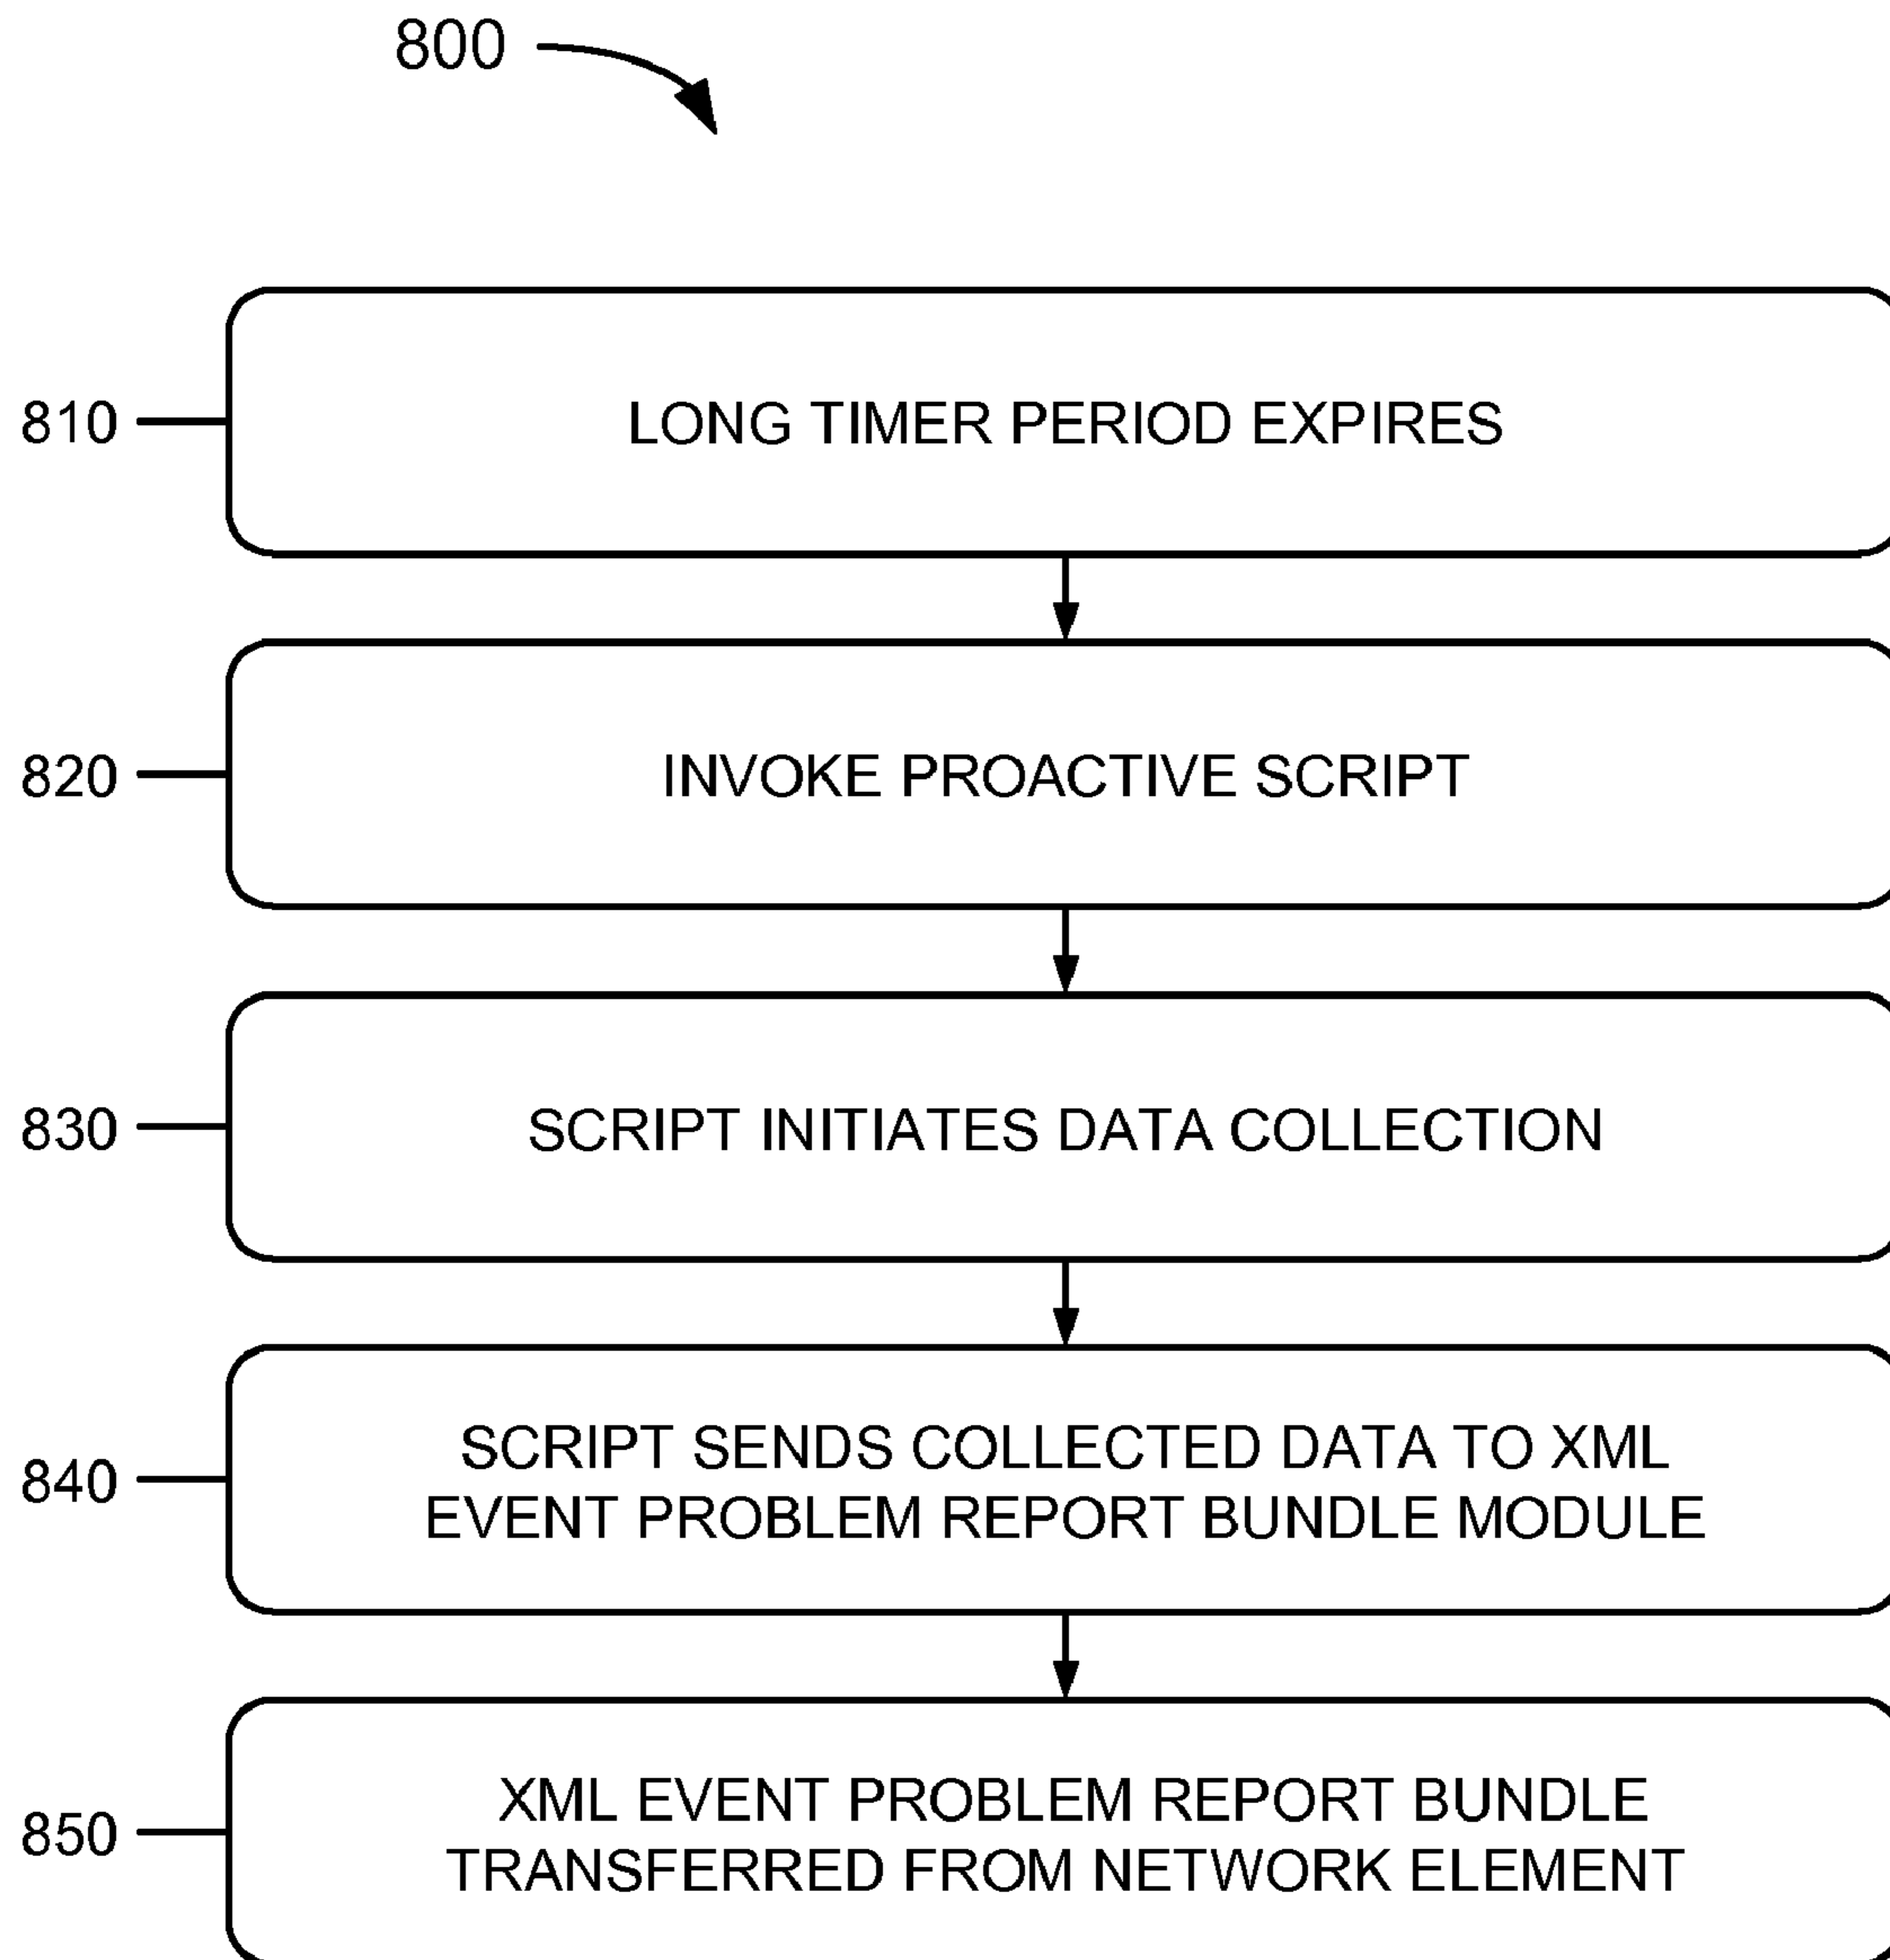 800
810
LONG TIMER PERIOD EXPIRES
820
INVOKE PROACTIVE SCRIPT
830
SCRIPT INITIATES DATA COLLECTION
840
SCRIPT SENDS COLLECTED DATA TO XML
EVENT PROBLEM REPORT BUNDLE MODULE
850
XML EVENT PROBLEM REPORT BUNDLE
TRANSFERRED FROM NETWORK ELEMENT